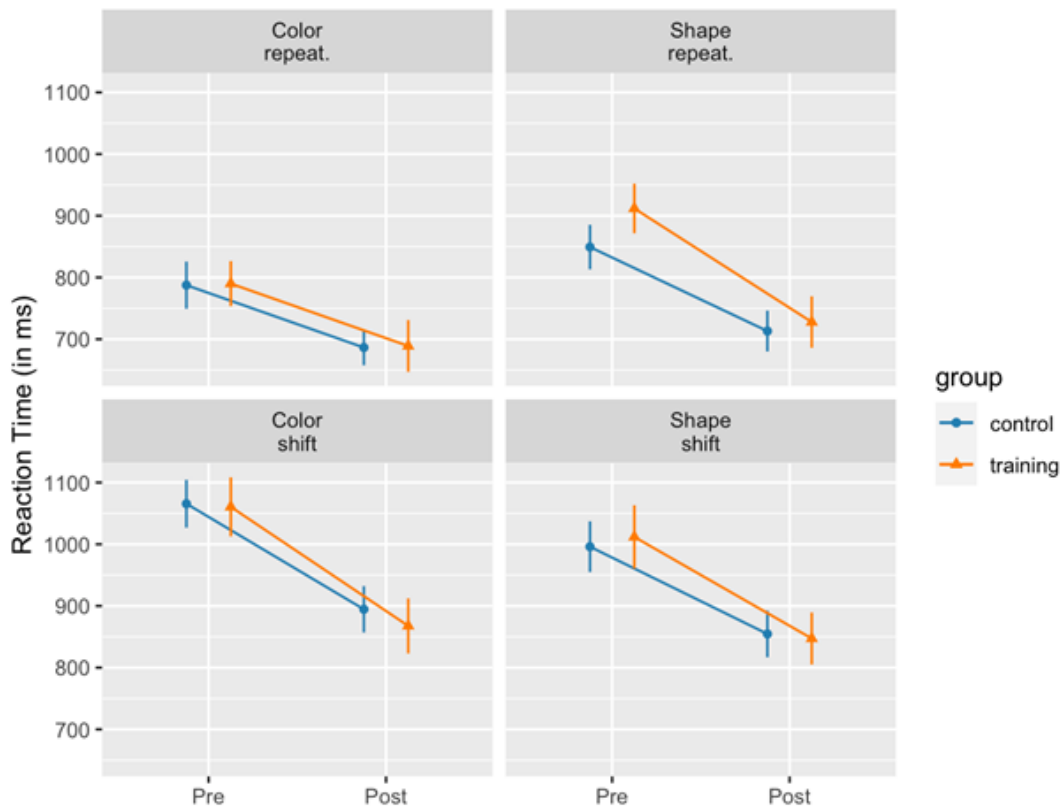 Color
repeat.
Shape
repeat.
1100
1000
900
800
700
Color
shift
Shape
shift
1100
1000
900
800
700
Reaction Time (in ms)
Pre
Post
Pre
Post
group
control
training